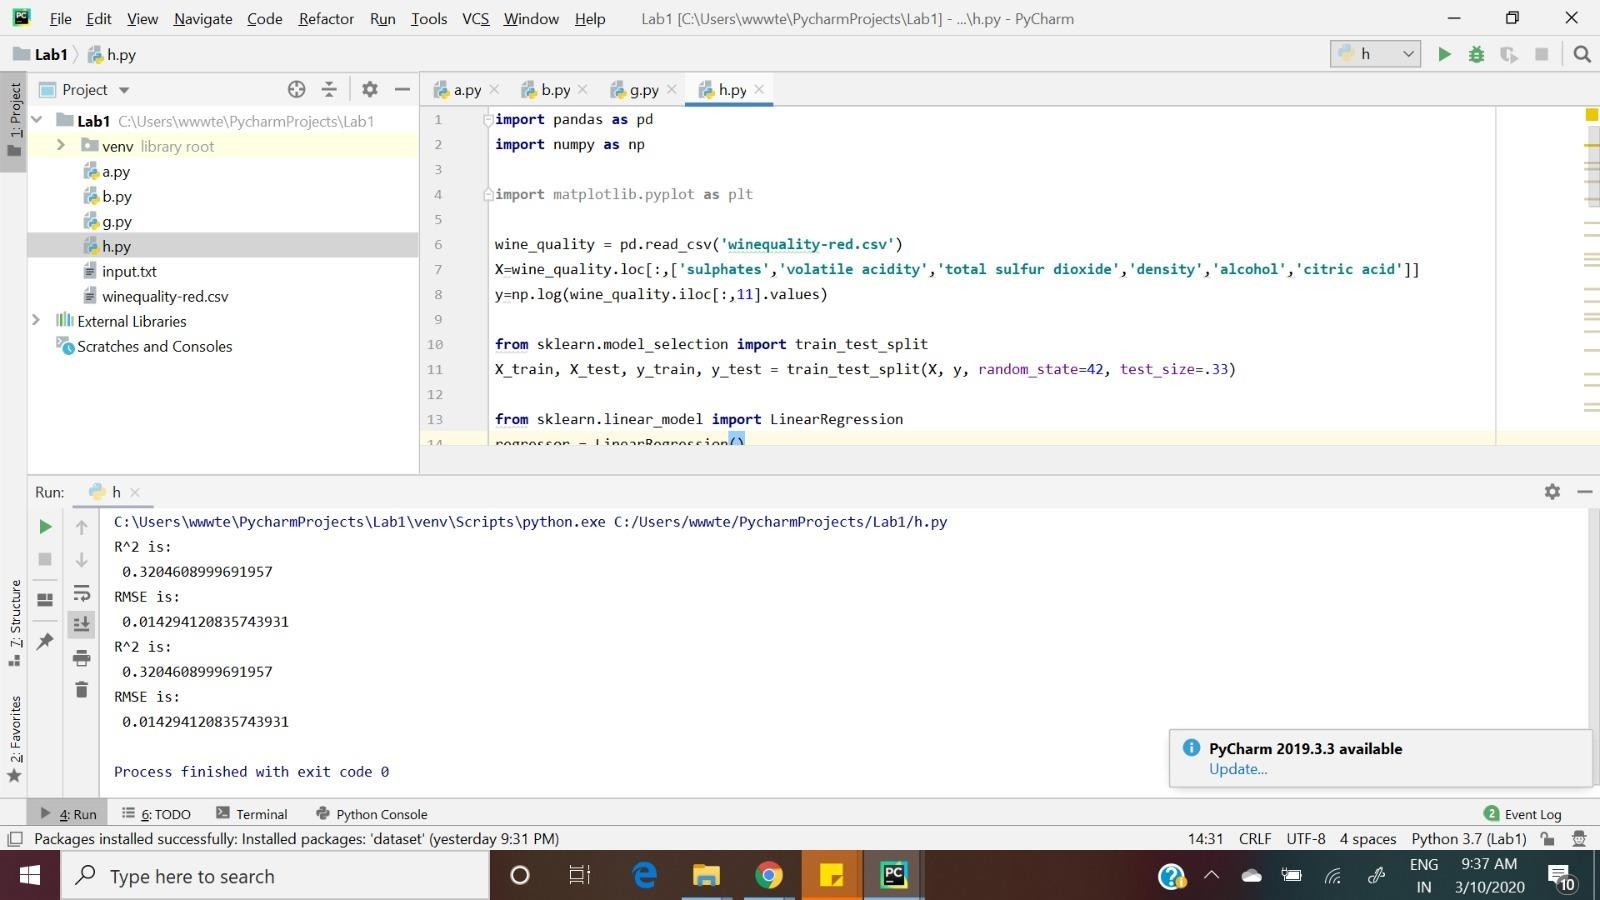 File Edit View Navigate Code Refactor Run Tools VCS Window Help Lab1 [C:\Users\wwwte\PycharmProjects\Lab1] - ...\h.py - PyCharm
Lab1 h.py
h
1: Project
Project
Lab1 C:\Users\wwwte\PycharmProjects\Lab1
venv library root
a.py
b.py
g.py
h.py
input.txt
winequality-red.csv
External Libraries
Scratches and Consoles
a.py b.py g.py h.py
1 import pandas as pd
2 import numpy as np
3
4 import matplotlib.pyplot as plt
5
6 wine_quality = pd.read_csv('winequality-red.csv')
7 X=wine_quality.loc[:,['sulphates','volatile acidity','total sulfur dioxide','density','alcohol','citric acid']]
8 y=np.log(wine_quality.iloc[:,11].values)
9
10 from sklearn.model_selection import train_test_split
11 X_train, X_test, y_train, y_test = train_test_split(X, y, random_state=42, test_size=.33)
12
13 from sklearn.linear_model import LinearRegression
14 regressor = LinearRegression()
Run: h
C:\Users\wwwte\PycharmProjects\Lab1\venv\Scripts\python.exe C:/Users/wwwte/PycharmProjects/Lab1/h.py
R^2 is:
0.3204608999691957
RMSE is:
0.014294120835743931
R^2 is:
0.3204608999691957
RMSE is:
0.014294120835743931
Process finished with exit code 0
7: Structure
2: Favorites
PyCharm 2019.3.3 available
Update...
4: Run 6: TODO Terminal Python Console 2 Event Log
Packages installed successfully: Installed packages: 'dataset' (yesterday 9:31 PM) 14:31 CRLF UTF-8 4 spaces Python 3.7 (Lab1)
Type here to search
PC
ENG
IN
9:37 AM
3/10/2020
10